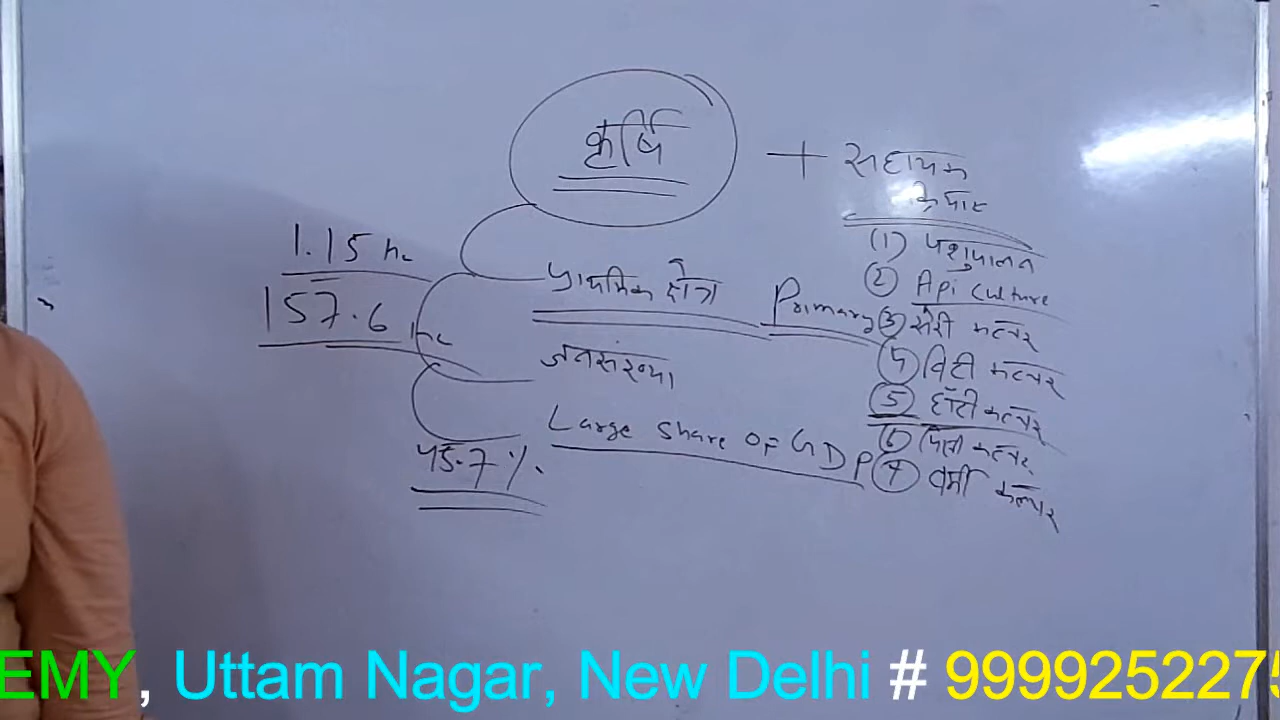 कृर्षि
+ सहायक
1.15 hc
157.6 hc
प्राथमिक क्षेत्र Primary
जनसंख्या
Large share of GDP
45.7 %.
(1) पशुपालन
(2) Api culture
(3) सेरी कल्चर
(4) विटी कल्चर
(5) हॉर्टी कल्चर
(6) पिसी कल्चर
(7) वर्मी कल्चर
EMY, Uttam Nagar, New Delhi # 9999252275